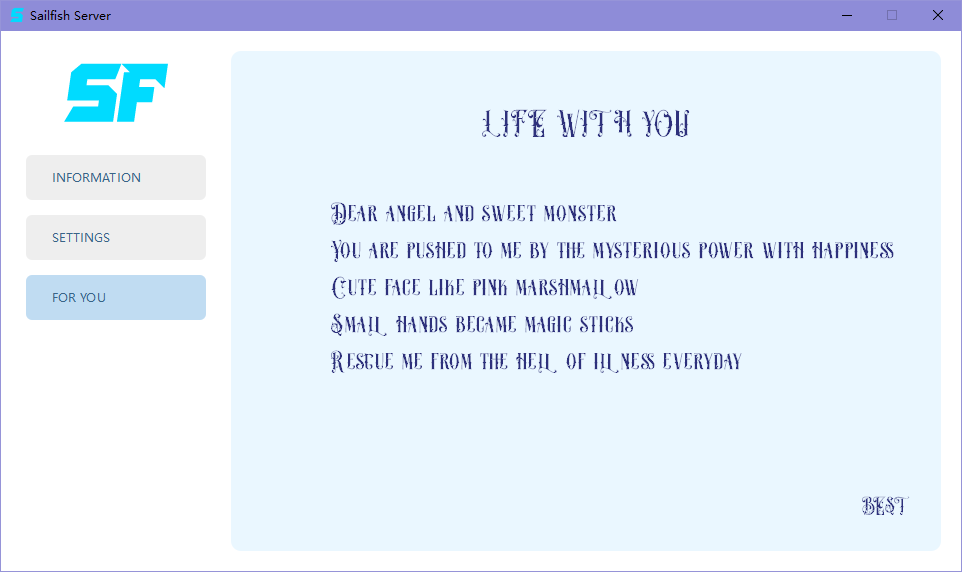 Sailfish Server
SF
INFORMATION
SETTINGS
FOR YOU
LIFE WITH YOU
Dear angel and sweet monster
You are pushed to me by the mysterious power with happiness
Cute face like pink marshmallow
Small hands became magic sticks
Rescue me from the hell of illness everyday
BEST